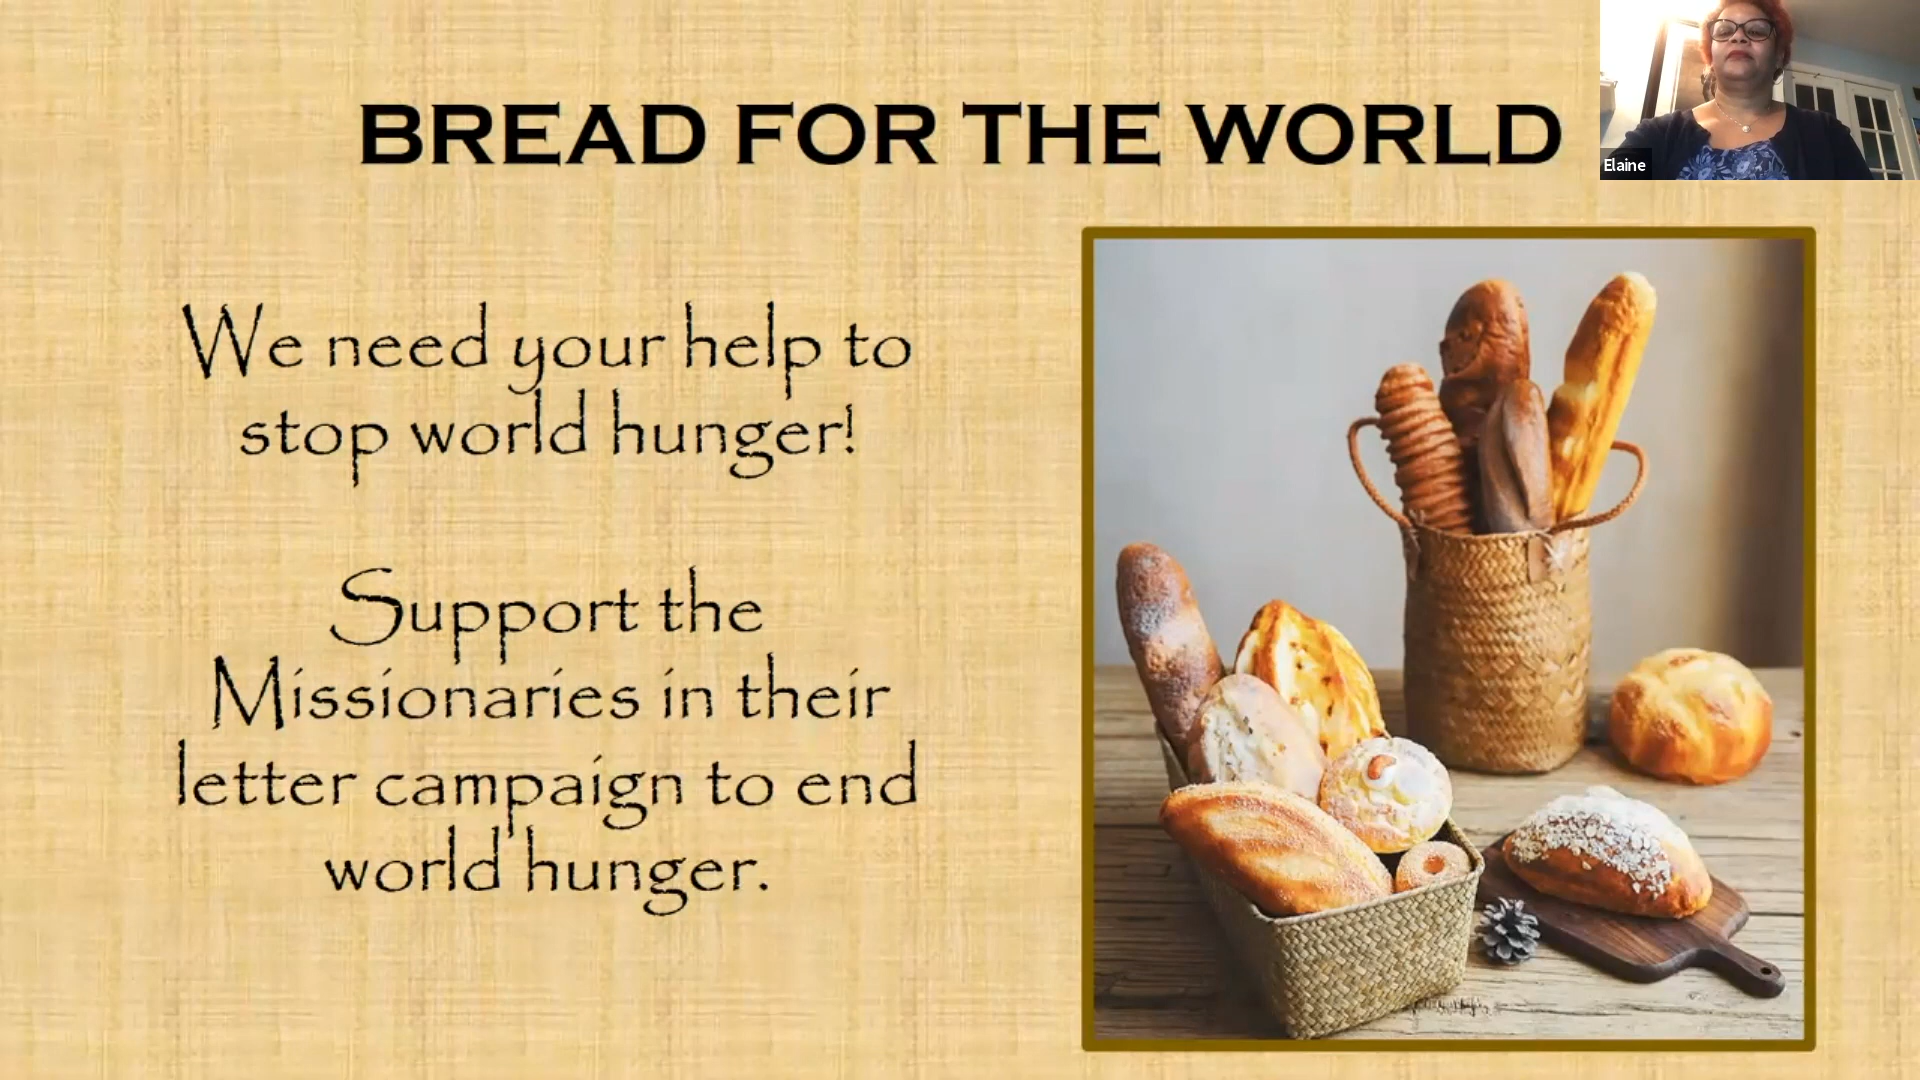 BREAD FOR THE WORLD
Elaine
We need your help to
stop world hunger!
Support the
Missionaries in their
letter campaign to end
world hunger.